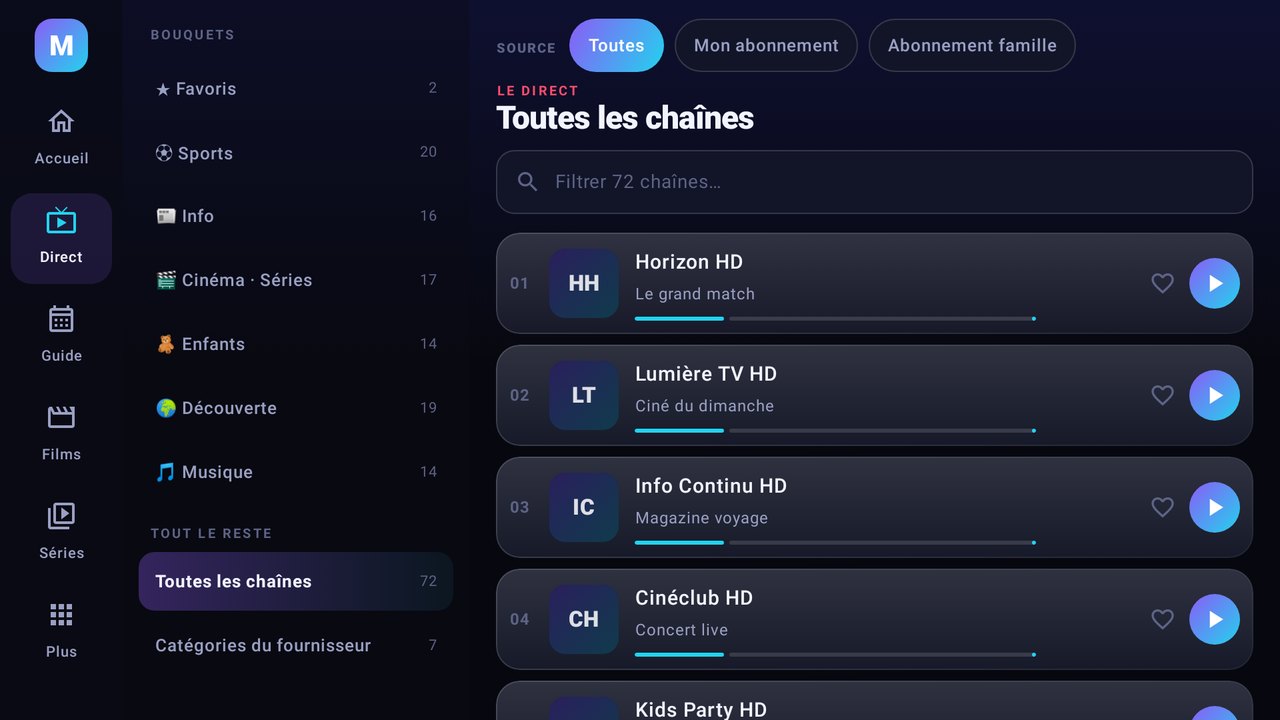 M
Accueil
Direct
Guide
Films
Séries
Plus
BOUQUETS
★ Favoris 2
⚽ Sports 20
📰 Info 16
🎬 Cinéma · Séries 17
🧸 Enfants 14
🌍 Découverte 19
🎵 Musique 14
TOUT LE RESTE
Toutes les chaînes 72
Catégories du fournisseur 7
SOURCE Toutes Mon abonnement Abonnement famille
LE DIRECT
Toutes les chaînes
Filtrer 72 chaînes…
01 HH Horizon HD
Le grand match
02 LT Lumière TV HD
Ciné du dimanche
03 IC Info Continu HD
Magazine voyage
04 CH Cinéclub HD
Concert live
Kids Party HD